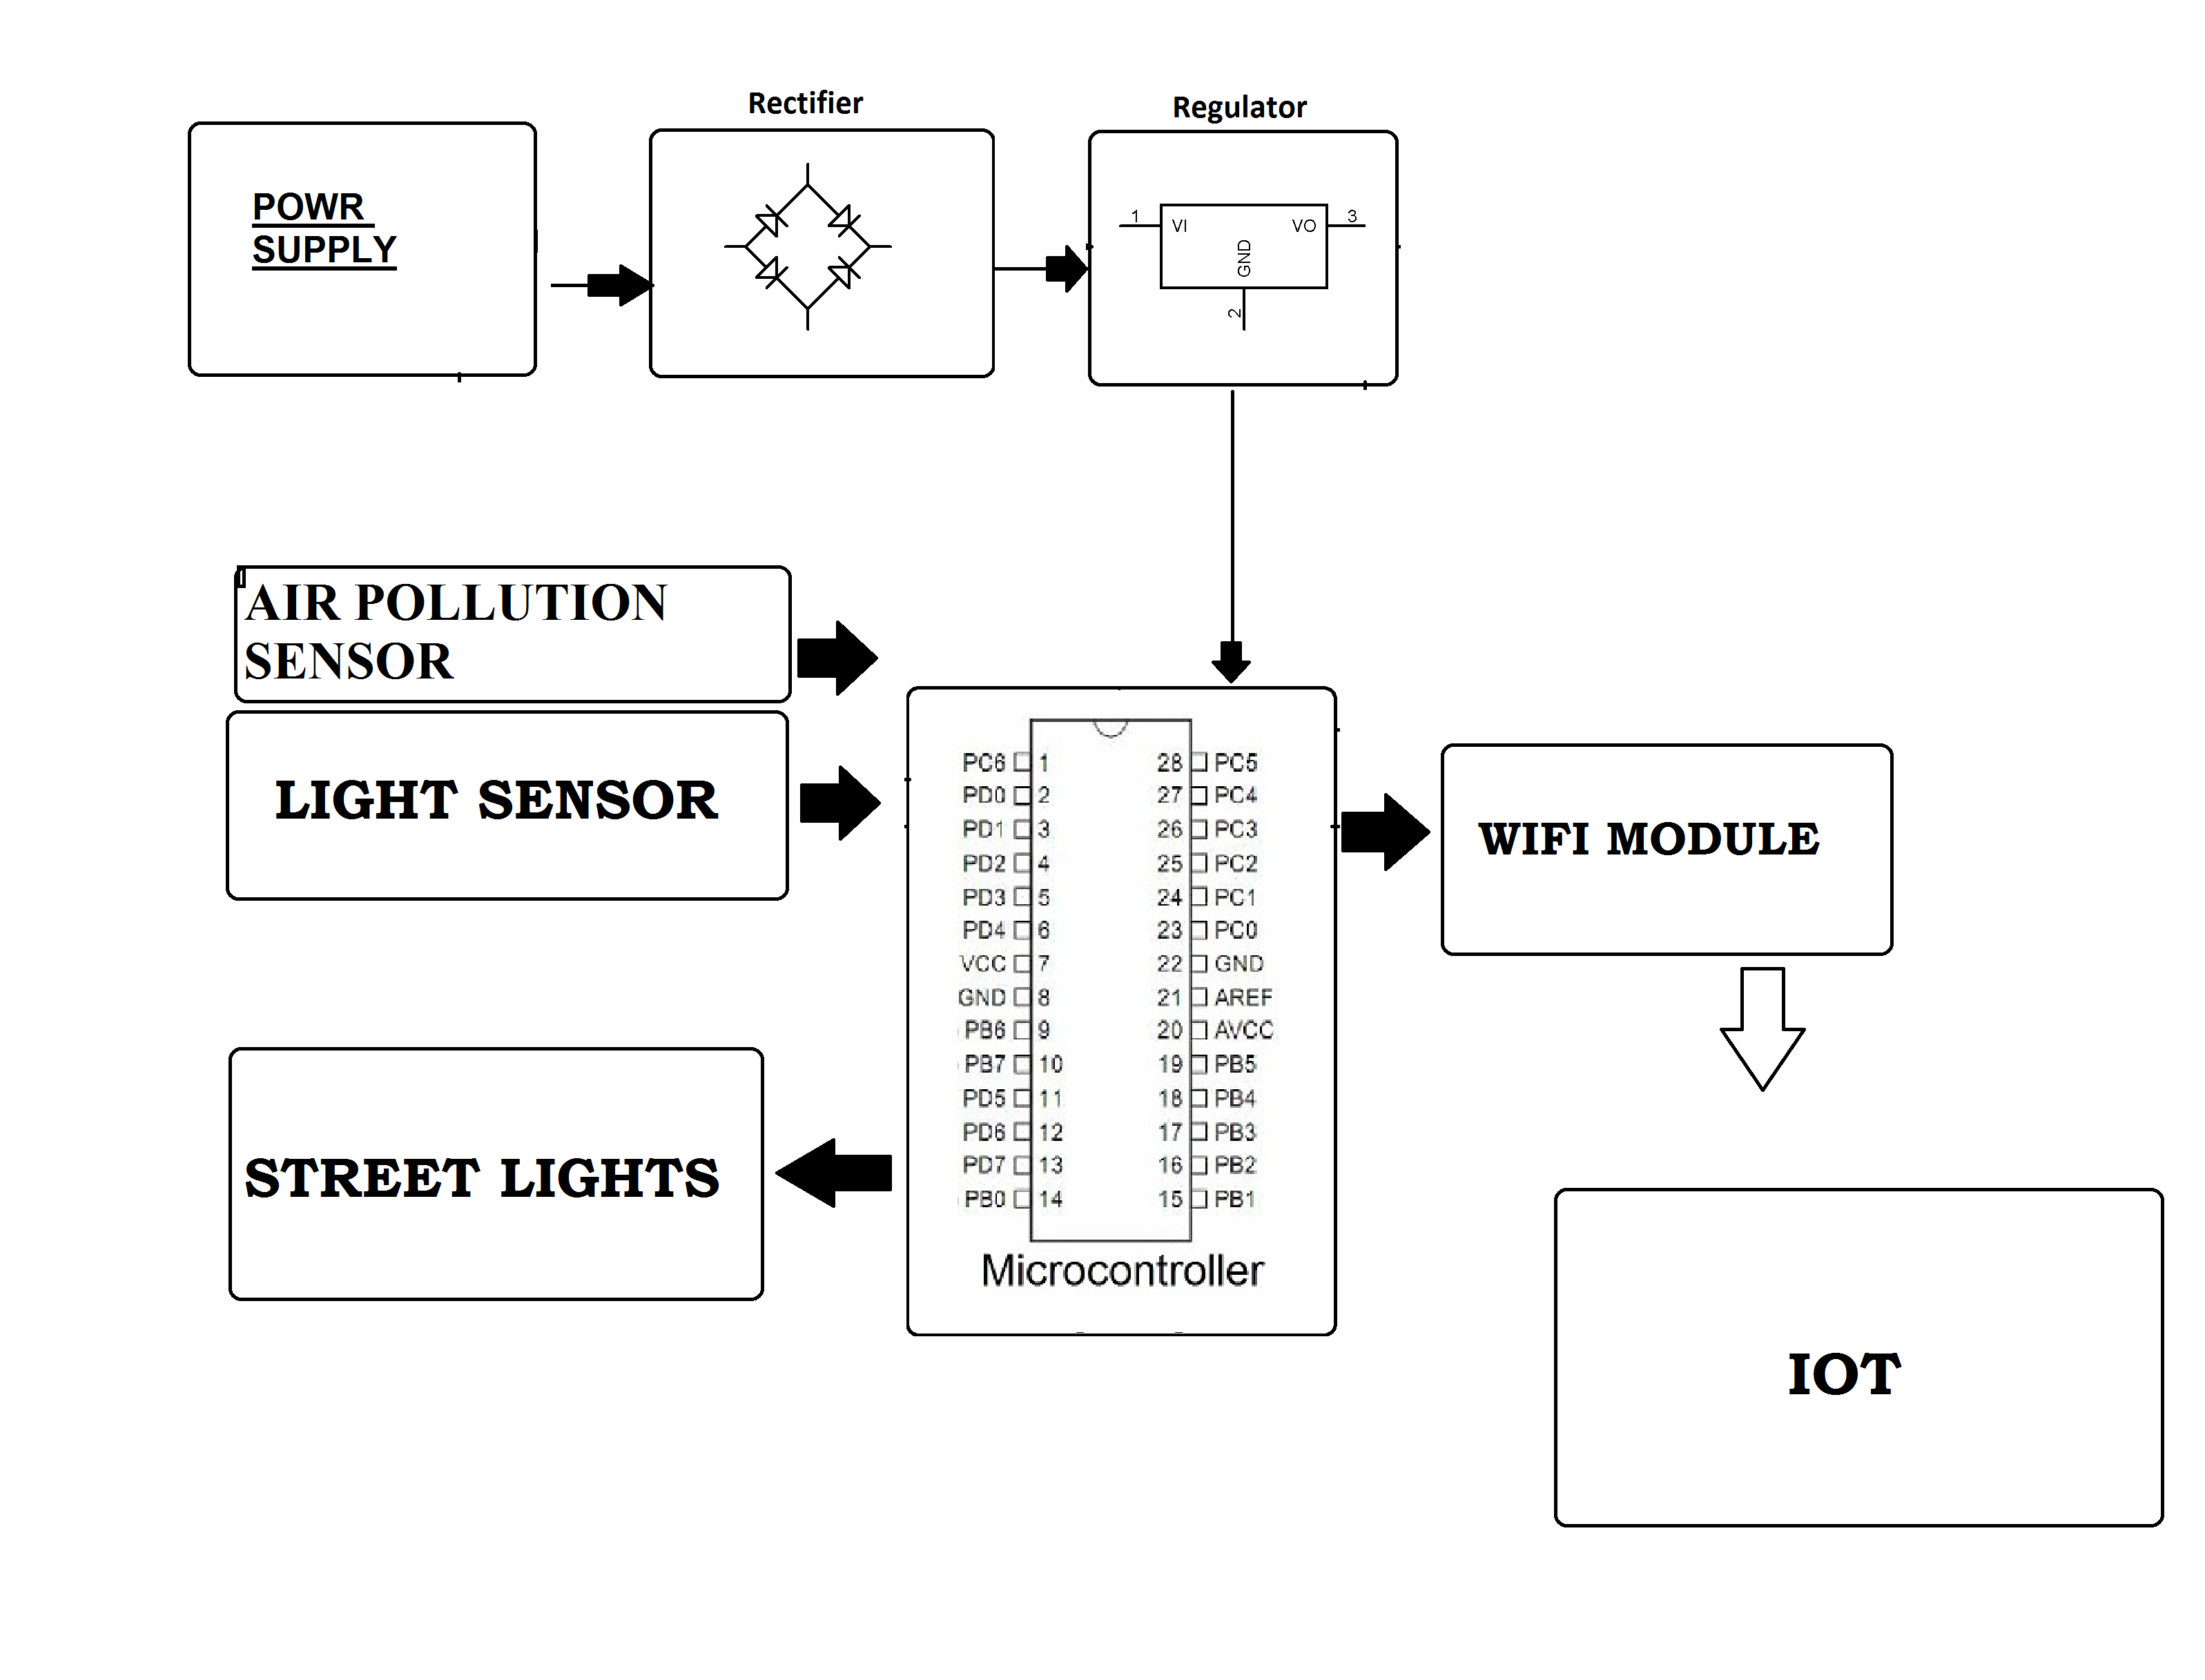 Rectifier
Regulator
POWR
SUPPLY
1
VI
VO
3
GND
2
AIR POLLUTION
SENSOR
LIGHT SENSOR
STREET LIGHTS
PC6 1 28 PC5
PD0 2 27 PC4
PD1 3 26 PC3
PD2 4 25 PC2
PD3 5 24 PC1
PD4 6 23 PC0
VCC 7 22 GND
GND 8 21 AREF
PB6 9 20 AVCC
PB7 10 19 PB5
PD5 11 18 PB4
PD6 12 17 PB3
PD7 13 16 PB2
PB0 14 15 PB1
Microcontroller
WIFI MODULE
IOT